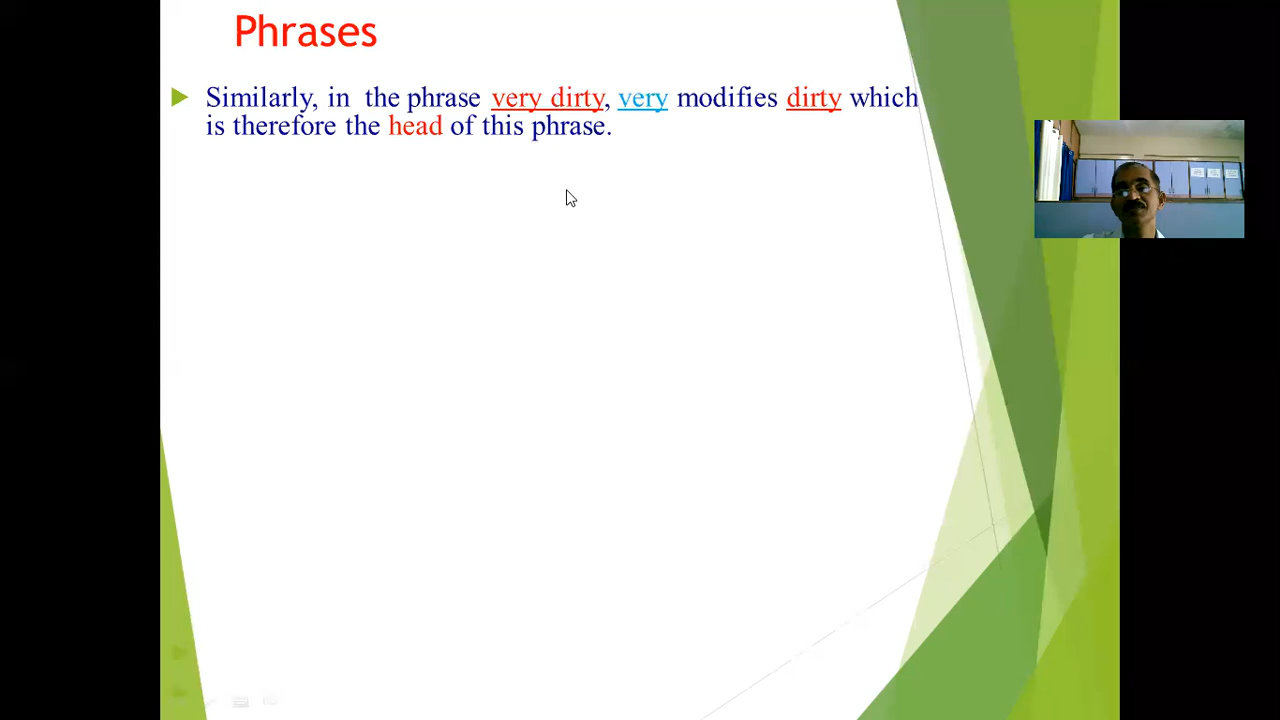 Phrases
Similarly, in the phrase very dirty, very modifies dirty which
is therefore the head of this phrase.